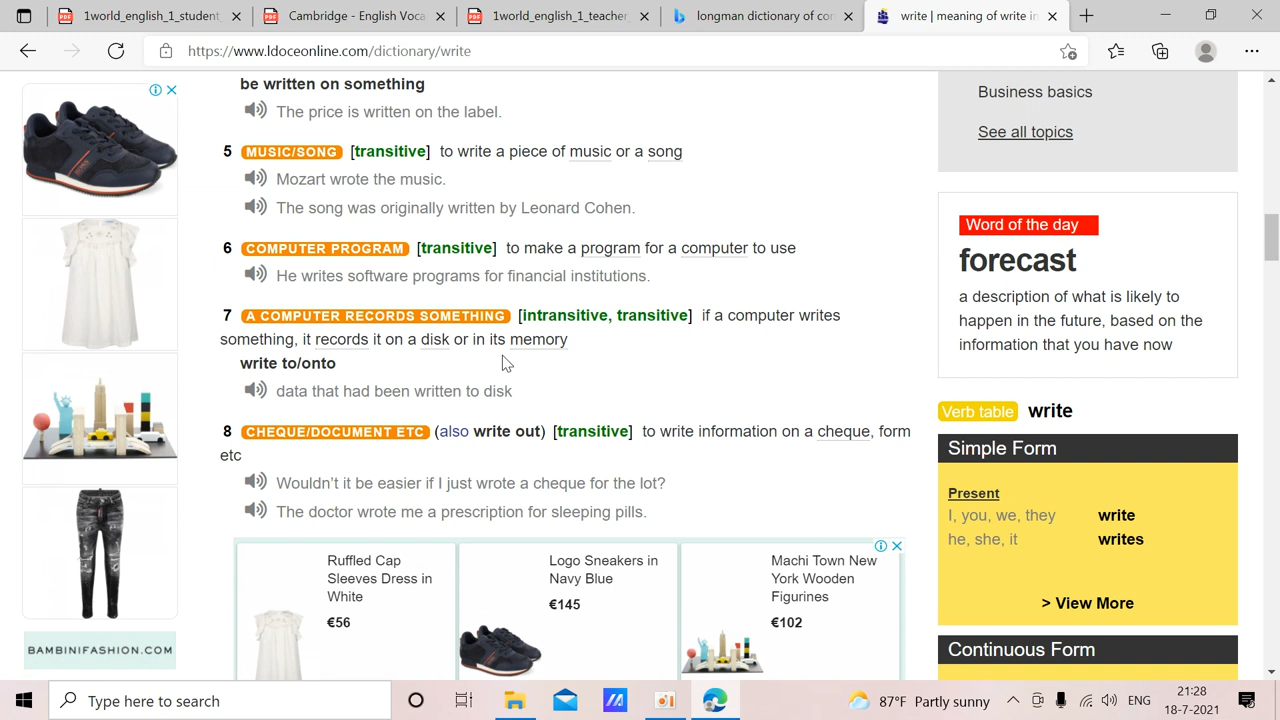 1world_english_1_student_
Cambridge - English Voca
1world_english_1_teacher_
longman dictionary of con
write | meaning of write in
https://www.ldoceonline.com/dictionary/write
be written on something
The price is written on the label.
5 MUSIC/SONG [transitive] to write a piece of music or a song
Mozart wrote the music.
The song was originally written by Leonard Cohen.
6 COMPUTER PROGRAM [transitive] to make a program for a computer to use
He writes software programs for financial institutions.
7 A COMPUTER RECORDS SOMETHING [intransitive, transitive] if a computer writes
something, it records it on a disk or in its memory
write to/onto
data that had been written to disk
8 CHEQUE/DOCUMENT ETC (also write out) [transitive] to write information on a cheque, form
etc
Wouldn’t it be easier if I just wrote a cheque for the lot?
The doctor wrote me a prescription for sleeping pills.
Ruffled Cap
Sleeves Dress in
White
€56
Logo Sneakers in
Navy Blue
€145
Machi Town New
York Wooden
Figurines
€102
BAMBINIFASHION.COM
Business basics
See all topics
Word of the day
forecast
a description of what is likely to
happen in the future, based on the
information that you have now
Verb table write
Simple Form
Present
I, you, we, they write
he, she, it writes
> View More
Continuous Form
Type here to search
87°F Partly sunny
ENG
21:28
18-7-2021